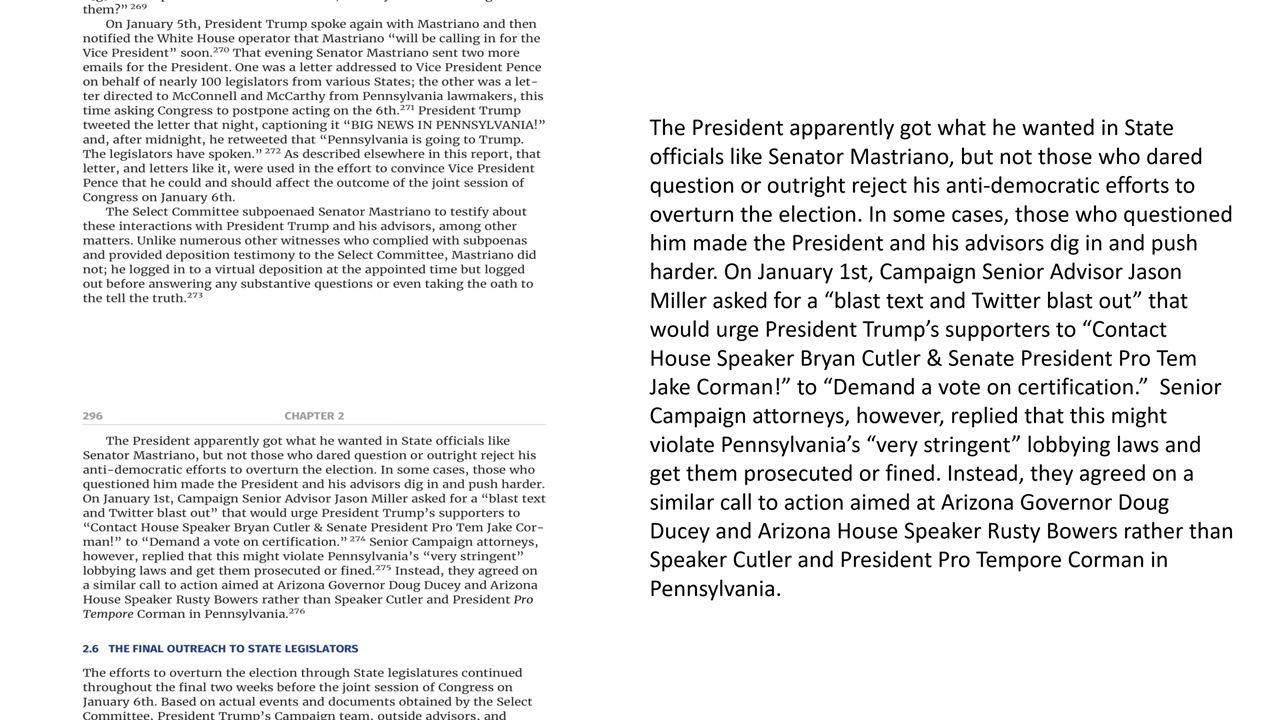 them?” 269
On January 5th, President Trump spoke again with Mastriano and then
notified the White House operator that Mastriano “will be calling in for the
Vice President” soon.270 That evening Senator Mastriano sent two more
emails for the President. One was a letter addressed to Vice President Pence
on behalf of nearly 100 legislators from various States; the other was a let-
ter directed to McConnell and McCarthy from Pennsylvania lawmakers, this
time asking Congress to postpone acting on the 6th.271 President Trump
tweeted the letter that night, captioning it “BIG NEWS IN PENNSYLVANIA!”
and, after midnight, he retweeted that “Pennsylvania is going to Trump.
The legislators have spoken.” 272 As described elsewhere in this report, that
letter, and letters like it, were used in the effort to convince Vice President
Pence that he could and should affect the outcome of the joint session of
Congress on January 6th.
The Select Committee subpoenaed Senator Mastriano to testify about
these interactions with President Trump and his advisors, among other
matters. Unlike numerous other witnesses who complied with subpoenas
and provided deposition testimony to the Select Committee, Mastriano did
not; he logged in to a virtual deposition at the appointed time but logged
out before answering any substantive questions or even taking the oath to
the tell the truth.273
296 CHAPTER 2
The President apparently got what he wanted in State officials like
Senator Mastriano, but not those who dared question or outright reject his
anti-democratic efforts to overturn the election. In some cases, those who
questioned him made the President and his advisors dig in and push harder.
On January 1st, Campaign Senior Advisor Jason Miller asked for a “blast text
and Twitter blast out” that would urge President Trump’s supporters to
“Contact House Speaker Bryan Cutler & Senate President Pro Tem Jake Cor-
man!” to “Demand a vote on certification.” 274 Senior Campaign attorneys,
however, replied that this might violate Pennsylvania’s “very stringent”
lobbying laws and get them prosecuted or fined.275 Instead, they agreed on
a similar call to action aimed at Arizona Governor Doug Ducey and Arizona
House Speaker Rusty Bowers rather than Speaker Cutler and President Pro
Tempore Corman in Pennsylvania.276
2.6 THE FINAL OUTREACH TO STATE LEGISLATORS
The efforts to overturn the election through State legislatures continued
throughout the final two weeks before the joint session of Congress on
January 6th. Based on actual events and documents obtained by the Select
Committee, President Trump’s Campaign team, outside advisors, and
The President apparently got what he wanted in State
officials like Senator Mastriano, but not those who dared
question or outright reject his anti-democratic efforts to
overturn the election. In some cases, those who questioned
him made the President and his advisors dig in and push
harder. On January 1st, Campaign Senior Advisor Jason
Miller asked for a “blast text and Twitter blast out” that
would urge President Trump’s supporters to “Contact
House Speaker Bryan Cutler & Senate President Pro Tem
Jake Corman!” to “Demand a vote on certification.”  Senior
Campaign attorneys, however, replied that this might
violate Pennsylvania’s “very stringent” lobbying laws and
get them prosecuted or fined. Instead, they agreed on a
similar call to action aimed at Arizona Governor Doug
Ducey and Arizona House Speaker Rusty Bowers rather than
Speaker Cutler and President Pro Tempore Corman in
Pennsylvania.